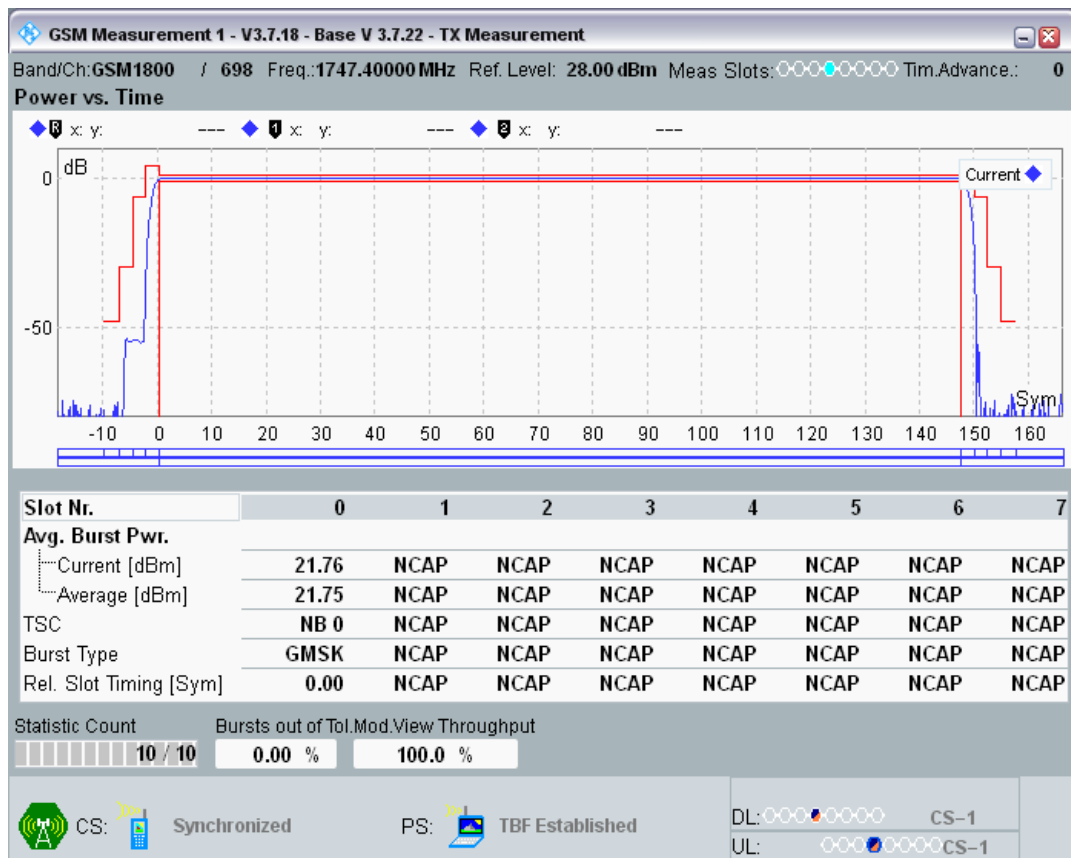 GSM Measurement 1 - V3.7.18 - Base V 3.7.22 - TX Measurement
Band/Ch:GSM1800 / 698 Freq.:1747.40000 MHz Ref. Level: 28.00 dBm Meas Slots: Tim.Advance.: 0
Power vs. Time
R x: y: --- 1 x: y: --- 2 x: y: ---
dB
0
Current
-50
Sym
-10 0 10 20 30 40 50 60 70 80 90 100 110 120 130 140 150 160
Slot Nr. 0 1 2 3 4 5 6 7
Avg. Burst Pwr.
Current [dBm] 21.76 NCAP NCAP NCAP NCAP NCAP NCAP NCAP
Average [dBm] 21.75 NCAP NCAP NCAP NCAP NCAP NCAP NCAP
TSC NB 0 NCAP NCAP NCAP NCAP NCAP NCAP NCAP
Burst Type GMSK NCAP NCAP NCAP NCAP NCAP NCAP NCAP
Rel. Slot Timing [Sym] 0.00 NCAP NCAP NCAP NCAP NCAP NCAP NCAP
Statistic Count Bursts out of Tol.Mod.View Throughput
10 / 10 0.00 % 100.0 %
CS: Synchronized PS: TBF Established
DL: CS-1
UL: CS-1